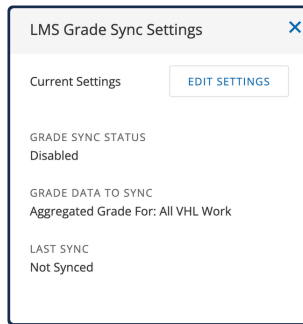 LMS Grade Sync Settings
Current Settings
EDIT SETTINGS
GRADE SYNC STATUS
Disabled
GRADE DATA TO SYNC
Aggregated Grade For: All VHL Work
LAST SYNC
Not Synced